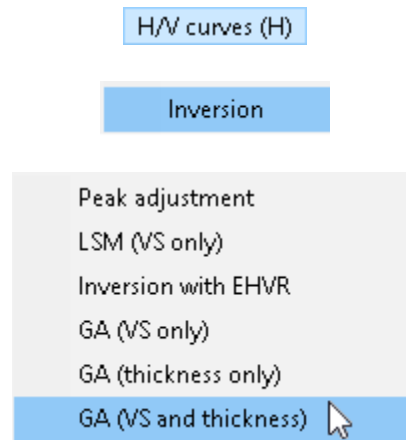 H/V curves (H)
Inversion
Peak adjustment
LSM (VS only)
Inversion with EHVR
GA (VS only)
GA (thickness only)
GA (VS and thickness)